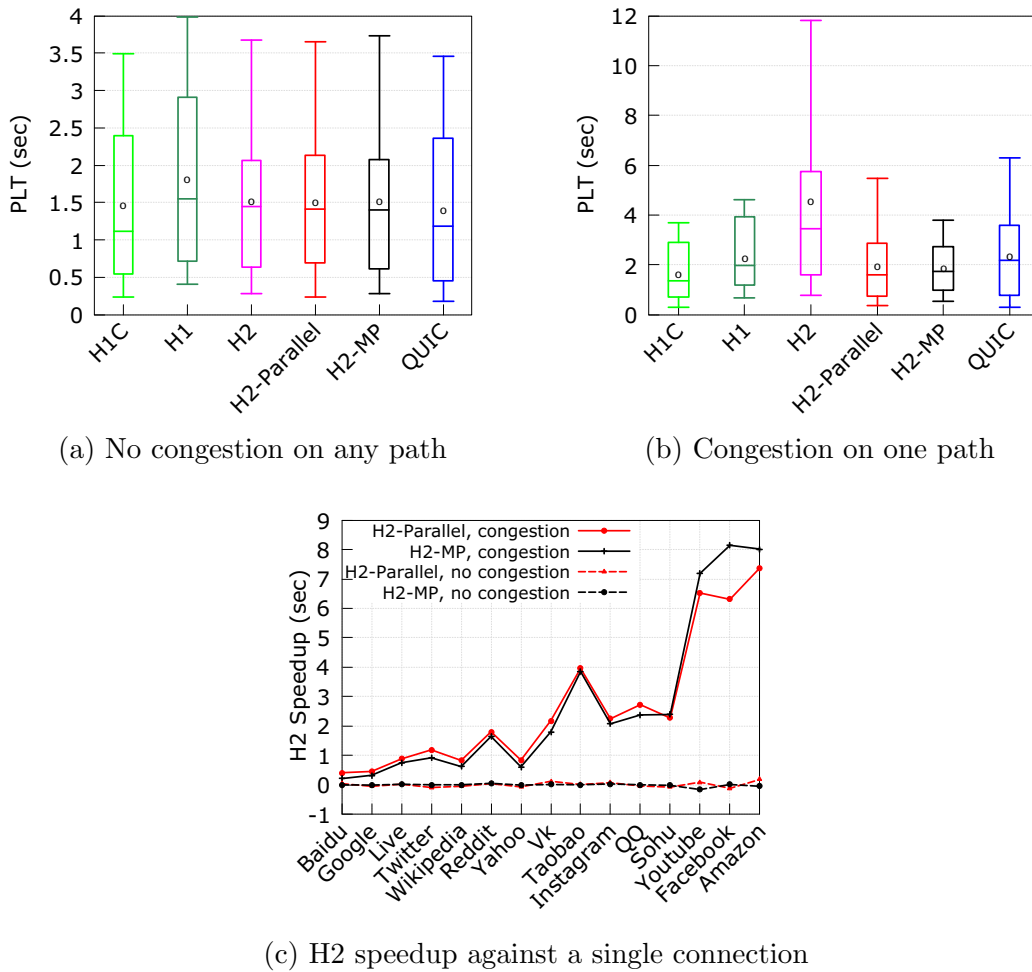 PLT (sec)
4
3.5
3
2.5
2
1.5
1
0.5
0
H1C
H1
H2
H2-Parallel
H2-MP
QUIC
(a) No congestion on any path
PLT (sec)
12
10
8
6
4
2
0
H1C
H1
H2
H2-Parallel
H2-MP
QUIC
(b) Congestion on one path
H2 Speedup (sec)
9
8
7
6
5
4
3
2
1
0
-1
H2-Parallel, congestion
H2-MP, congestion
H2-Parallel, no congestion
H2-MP, no congestion
Baidu
Google
Live
Twitter
Wikipedia
Reddit
Yahoo
Vk
Taobao
Instagram
QQ
Sohu
Youtube
Facebook
Amazon
(c) H2 speedup against a single connection